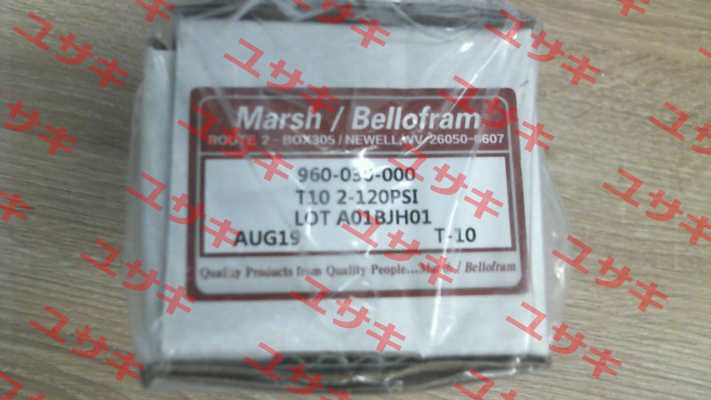 Marsh / Bellofram
ROUTE 2 - BOX305 / NEWELL,WV 26050-0607
960-030-000
T10 2-120PSI
LOT A01BJH01
AUG19 T-10
Quality Products from Quality People...Marsh / Bellofram
ユサキ